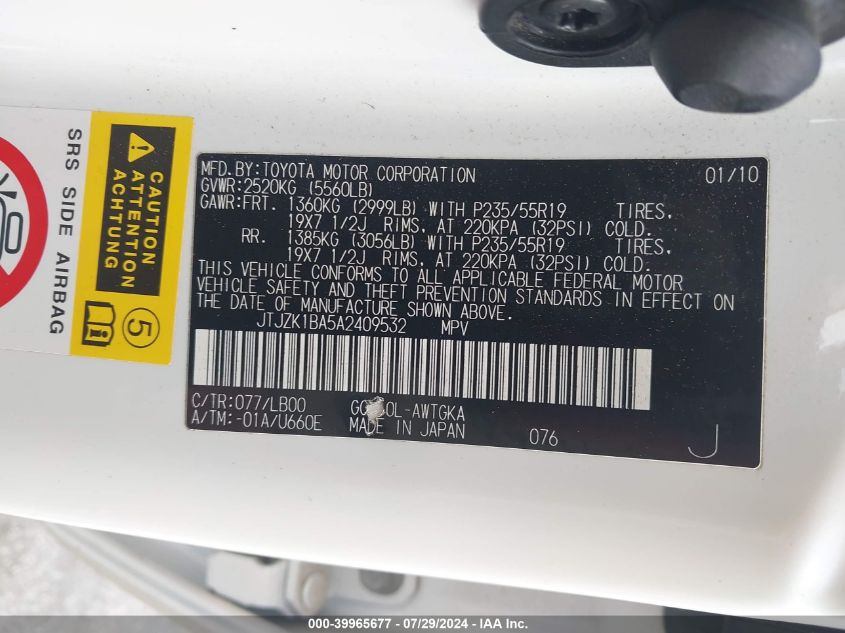 SRS SIDE AIRBAG
CAUTION
ATTENTION
ACHTUNG
5
MFD.BY:TOYOTA MOTOR CORPORATION 01/10
GVWR:2520KG (5560LB)
GAWR:FRT. 1360KG (2999LB) WITH P235/55R19 TIRES,
19X7 1/2J RIMS, AT 220KPA (32PSI) COLD.
RR. 1385KG (3056LB) WITH P235/55R19 TIRES,
19X7 1/2J RIMS, AT 220KPA (32PSI) COLD.
THIS VEHICLE CONFORMS TO ALL APPLICABLE FEDERAL MOTOR
VEHICLE SAFETY AND THEFT PREVENTION STANDARDS IN EFFECT ON
THE DATE OF MANUFACTURE SHOWN ABOVE.
JTJZK1BA5A2409532 MPV
C/TR:077/LB00
A/TM:-01A/U660E MADE IN JAPAN 076 J
000-39965677 / 07/29/2024 - IAA Inc.